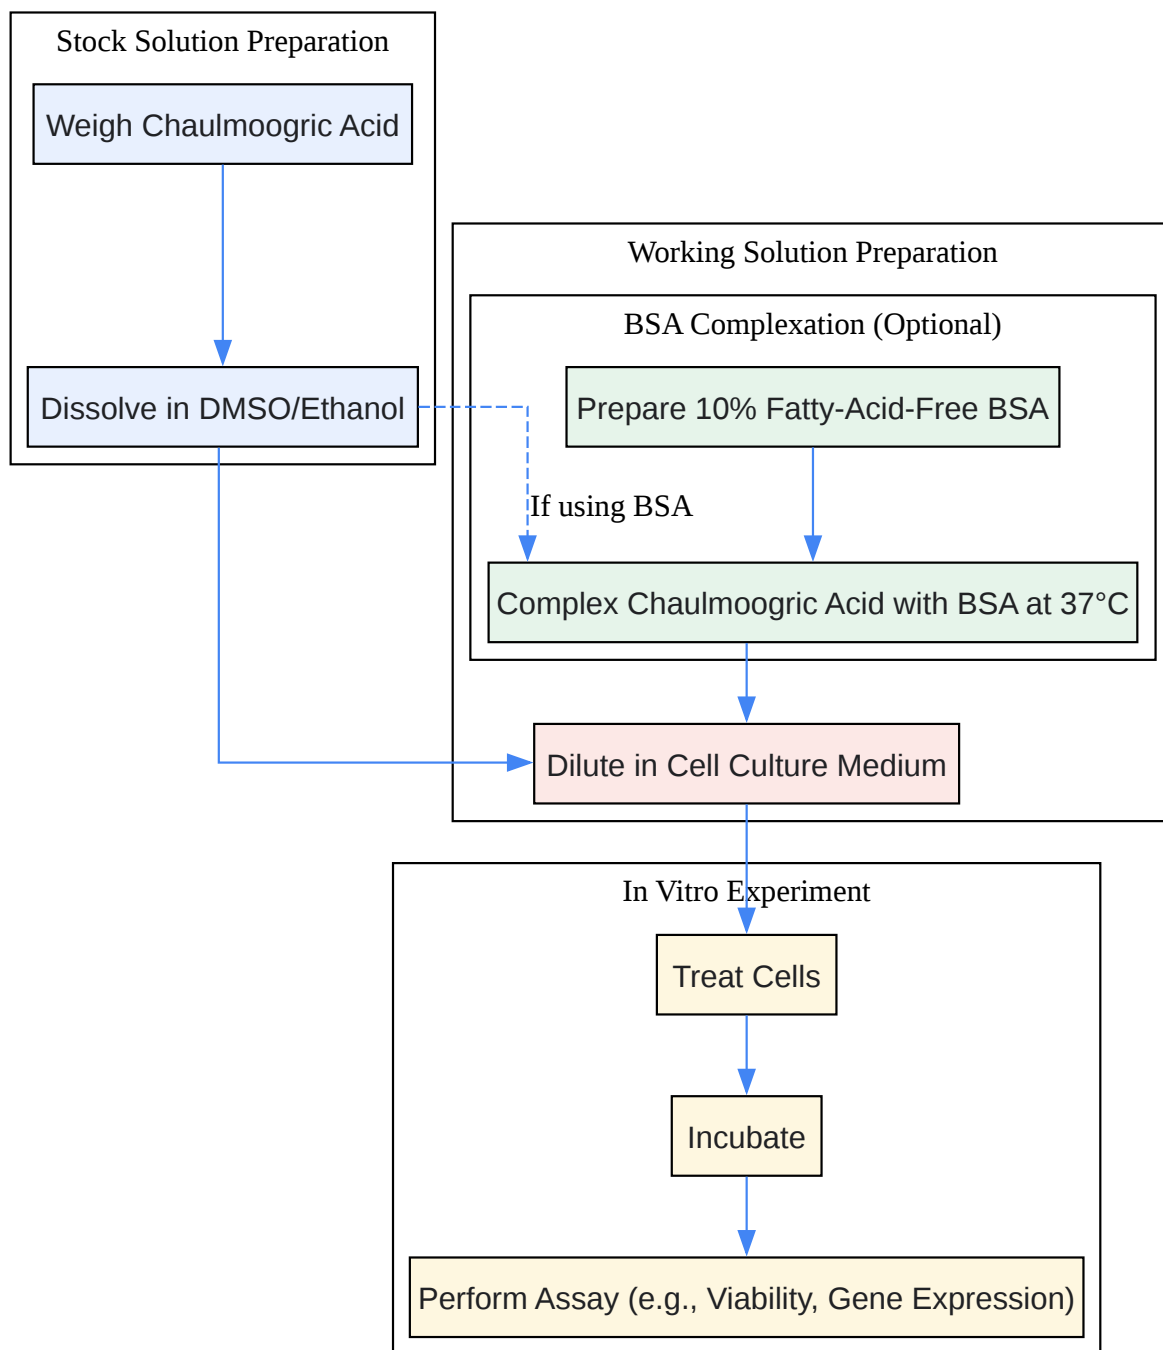 Stock Solution Preparation
Weigh Chaulmoogric Acid
Dissolve in DMSO/Ethanol
Working Solution Preparation
BSA Complexation (Optional)
Prepare 10% Fatty-Acid-Free BSA
If using BSA
Complex Chaulmoogric Acid with BSA at 37°C
Dilute in Cell Culture Medium
In Vitro Experiment
Treat Cells
Incubate
Perform Assay (e.g., Viability, Gene Expression)